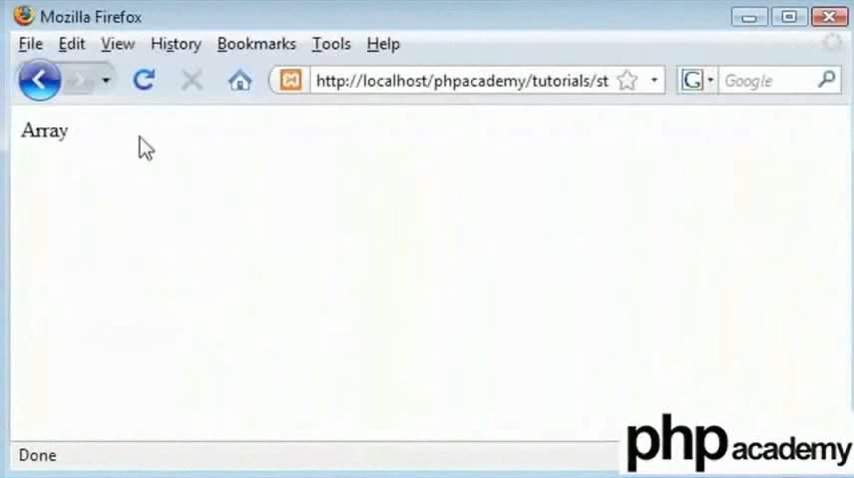 Mozilla Firefox
File Edit View History Bookmarks Tools Help
http://localhost/phpacademy/tutorials/st G Google
Array
Done
php academy